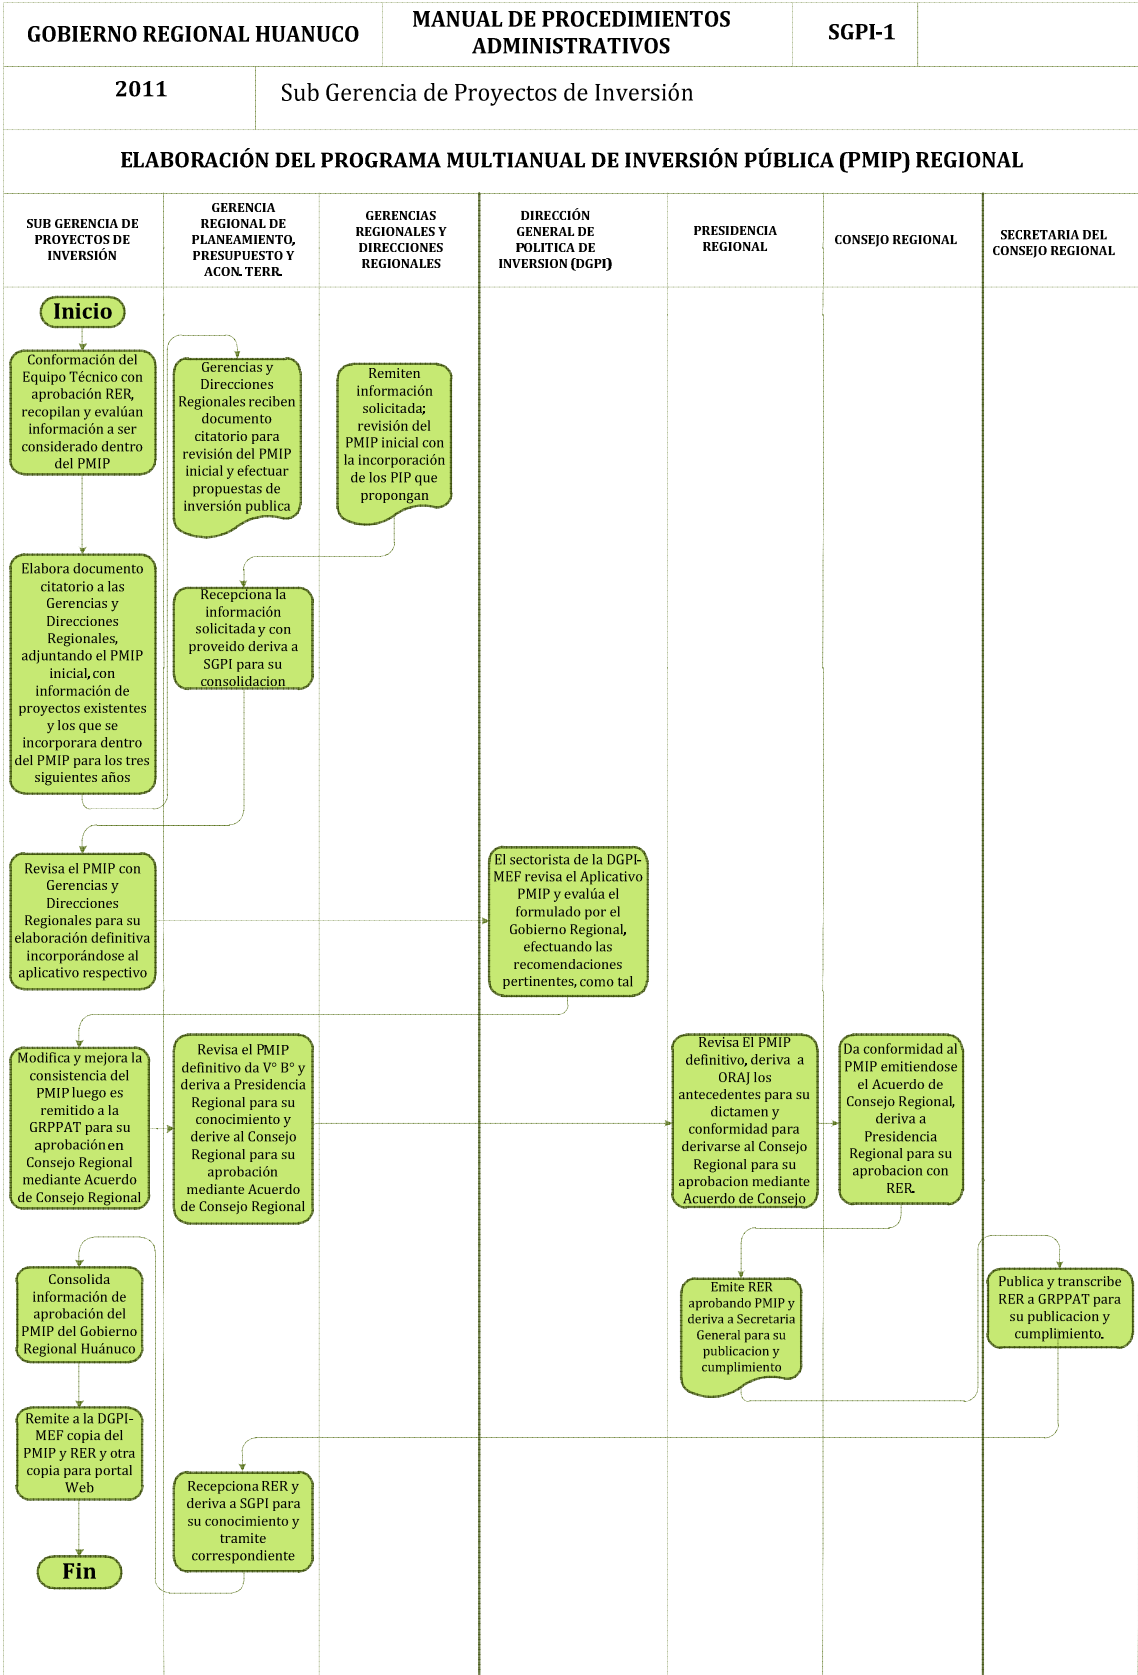 GOBIERNO REGIONAL HUANUCO
MANUAL DE PROCEDIMIENTOS
ADMINISTRATIVOS
SGPI-1
2011
Sub Gerencia de Proyectos de Inversión
ELABORACIÓN DEL PROGRAMA MULTIANUAL DE INVERSIÓN PÚBLICA (PMIP) REGIONAL
SUB GERENCIA DE
PROYECTOS DE
INVERSIÓN
GERENCIA
REGIONAL DE
PLANEAMIENTO,
PRESUPUESTO Y
ACON. TERR.
GERENCIAS
REGIONALES Y
DIRECCIONES
REGIONALES
DIRECCIÓN
GENERAL DE
POLITICA DE
INVERSION (DGPI)
PRESIDENCIA
REGIONAL
CONSEJO REGIONAL
SECRETARIA DEL
CONSEJO REGIONAL
Inicio
Conformación del
Equipo Técnico con
aprobación RER,
recopilan y evalúan
información a ser
considerado dentro
del PMIP
Gerencias y
Direcciones
Regionales reciben
documento
citatorio para
revisión del PMIP
inicial y efectuar
propuestas de
inversión publica
Remiten
información
solicitada;
revisión del
PMIP inicial con
la incorporación
de los PIP que
propongan
Elabora documento
citatorio a las
Gerencias y
Direcciones
Regionales,
adjuntando el PMIP
inicial, con
información de
proyectos existentes
y los que se
incorporara dentro
del PMIP para los tres
siguientes años
Recepciona la
información
solicitada y con
proveido deriva a
SGPI para su
consolidacion
Revisa el PMIP con
Gerencias y
Direcciones
Regionales para su
elaboración definitiva
incorporándose al
aplicativo respectivo
El sectorista de la DGPI-
MEF revisa el Aplicativo
PMIP y evalúa el
formulado por el
Gobierno Regional,
efectuando las
recomendaciones
pertinentes, como tal
Modifica y mejora la
consistencia del
PMIP luego es
remitido a la
GRPPAT para su
aprobación en
Consejo Regional
mediante Acuerdo
de Consejo Regional
Revisa el PMIP
definitivo da V° B° y
deriva a Presidencia
Regional para su
conocimiento y
derive al Consejo
Regional para su
aprobación
mediante Acuerdo
de Consejo Regional
Revisa El PMIP
definitivo, deriva a
ORAJ los
antecedentes para su
dictamen y
conformidad para
derivarse al Consejo
Regional para su
aprobacion mediante
Acuerdo de Consejo
Da conformidad al
PMIP emitiendose
el Acuerdo de
Consejo Regional,
deriva a
Presidencia
Regional para su
aprobacion con
RER.
Consolida
información de
aprobación del
PMIP del Gobierno
Regional Huánuco
Emite RER
aprobando PMIP y
deriva a Secretaria
General para su
publicacion y
cumplimiento
Publica y transcribe
RER a GRPPAT para
su publicacion y
cumplimiento.
Remite a la DGPI-
MEF copia del
PMIP y RER y otra
copia para portal
Web
Recepciona RER y
deriva a SGPI para
su conocimiento y
tramite
correspondiente
Fin